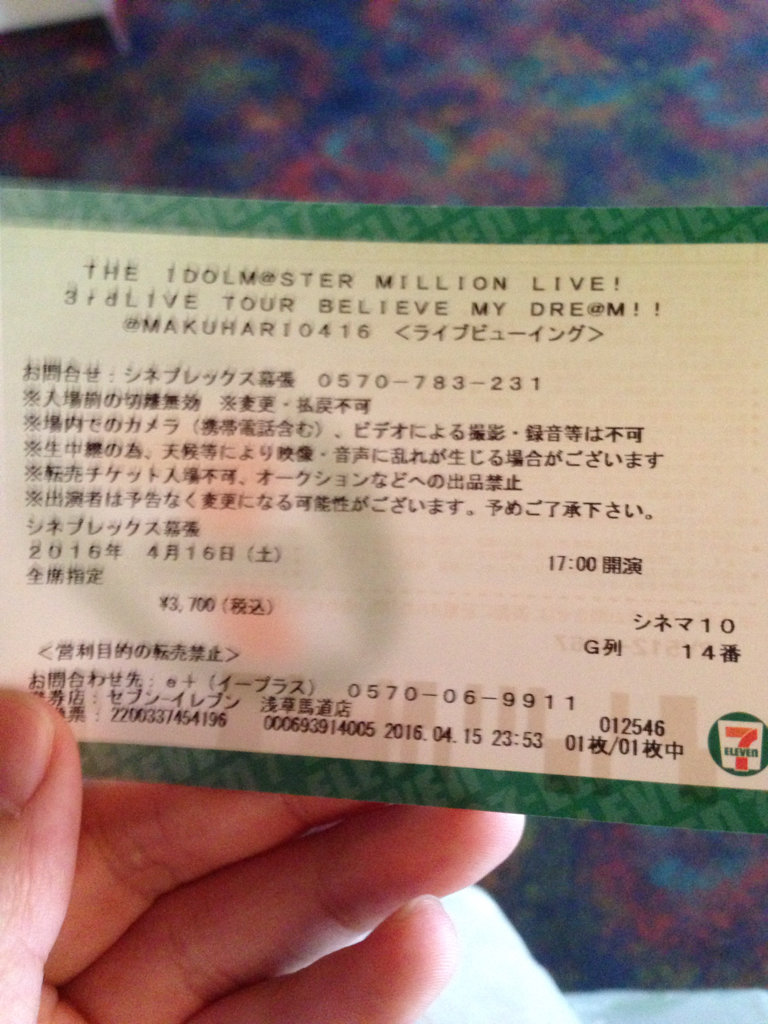 THE IDOLM@STER MILLION LIVE!
3rdLIVE TOUR BELIEVE MY DRE@M!!
@MAKUHARI0416 <ライブビューイング>
お問合せ:シネプレックス幕張 0570-783-231
※入場前の切離無効 ※変更・払戻不可
※場内でのカメラ(携帯電話含む)、ビデオによる撮影・録音等は不可
※生中継の為、天候等により映像・音声に乱れが生じる場合がございます
※転売チケット入場不可、オークションなどへの出品禁止
※出演者は予告なく変更になる可能性がございます。予めご了承下さい。
シネプレックス幕張
2016年 4月16日(土) 17:00 開演
全席指定
¥3,700(税込)
シネマ10
G列 14番
<営利目的の転売禁止>
お問合わせ先:e+(イープラス) 0570-06-9911
券店:セブン-イレブン 浅草馬道店
票:2200337454196 000693914005 2016.04.15 23:53
012546
01枚/01枚中
7
ELEVEN